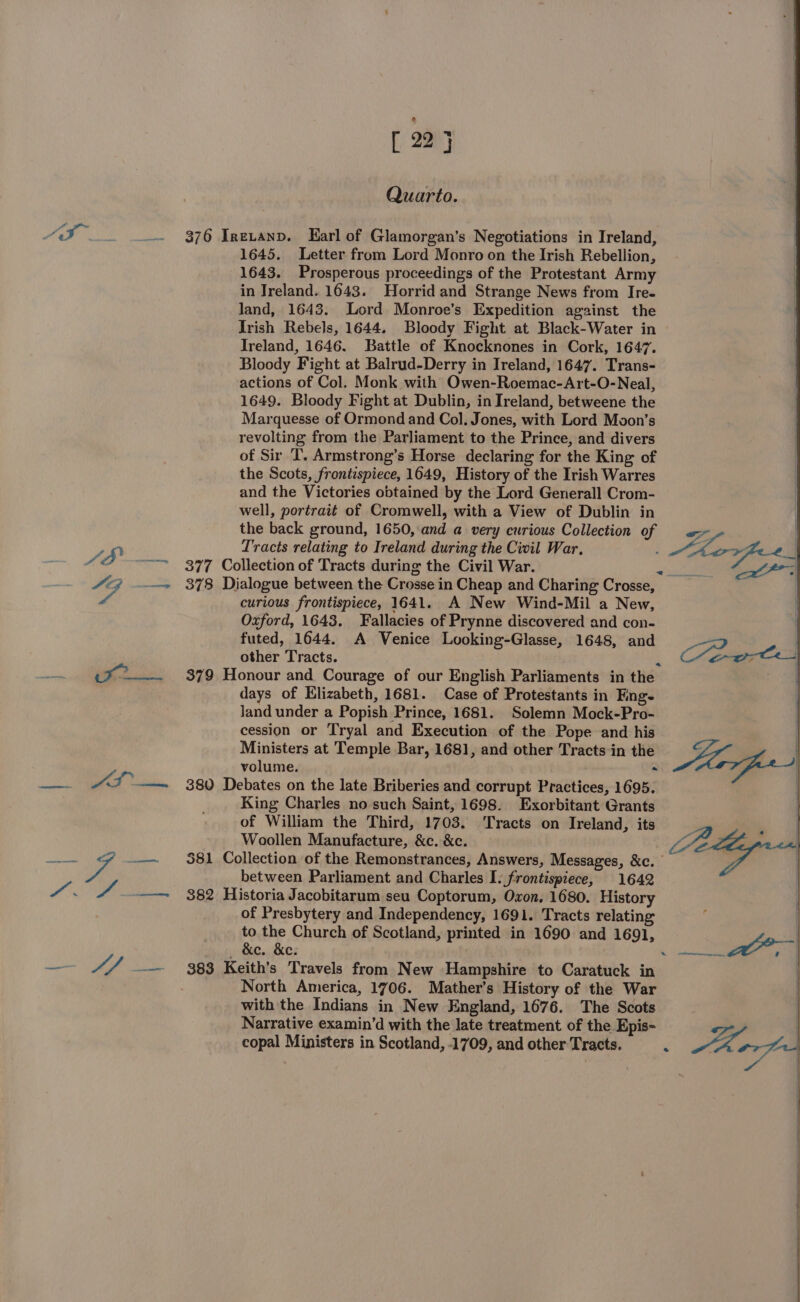 [ 22 ]
Quarto.
15 — — 376 IRELAND. Earl of Glamorgan's Negotiations in Ireland,
1645. Letter from Lord Monro on the Irish Rebellion,
1643. Prosperous proceedings of the Protestant Army
in Ireland. 1643. Horrid and Strange News from Ire-
land, 1643. Lord Monroe's Expedition against the
Irish Rebels, 1644. Bloody Fight at Black-Water in
Ireland, 1646. Battle of Knocknones in Cork, 1647.
Bloody Fight at Balrud-Derry in Ireland, 1647. Trans-
actions of Col. Monk with Owen-Roemac-Art-O-Neal,
1649. Bloody Fight at Dublin, in Ireland, betweene the
Marquesse of Ormond and Col. Jones, with Lord Moon's
revolting from the Parliament to the Prince, and divers
of Sir T. Armstrong's Horse declaring for the King of
the Scots, frontispiece, 1649, History of the Irish Warres
and the Victories obtained by the Lord Generall Crom-
well, portrait of Cromwell, with a View of Dublin in
the back ground, 1650, and a very curious Collection of
Tracts relating to Ireland during the Civil War. . Thorpe
— 18 — 377 Collection of Tracts during the Civil War. . — do
— 19 — 378 Dialogue between the Crosse in Cheap and Charing Crosse,
curious frontispiece, 1641. A New Wind-Mil a New,
Oxford, 1643. Fallacies of Prynne discovered and con-
futed, 1644. A Venice Looking-Glasse, 1648, and
other Tracts. .
— 5 — 379 Honour and Courage of our English Parliaments in the
days of Elizabeth, 1681. Case of Protestants in Eng-
land under a Popish Prince, 1681. Solemn Mock-Pro-
cession or Tryal and Execution of the Pope and his
Ministers at Temple Bar, 1681, and other Tracts in the
volume. . Thorpe
— 15 — 380 Debates on the late Briberies and corrupt Practices, 1695.
King Charles no such Saint, 1698. Exorbitant Grants
of William the Third, 1703. Tracts on Ireland, its
Woollen Manufacture, &c. &c.
— 9 — 381 Collection of the Remonstrances, Answers, Messages, &c.
between Parliament and Charles I. frontispiece, 1642
1. 1 — 382 Historia Jacobitarum seu Coptorum, Oxon. 1680. History
of Presbytery and Independency, 1691. Tracts relating
to the Church of Scotland, printed in 1690 and 1691,
&c. &c. . — do
— 11 — 383 Keith's Travels from New Hampshire to Caratuck in
North America, 1706. Mather's History of the War
with the Indians in New England, 1676. The Scots
Narrative examin'd with the late treatment of the Epis-
copal Ministers in Scotland, 1709, and other Tracts. . Thorpe